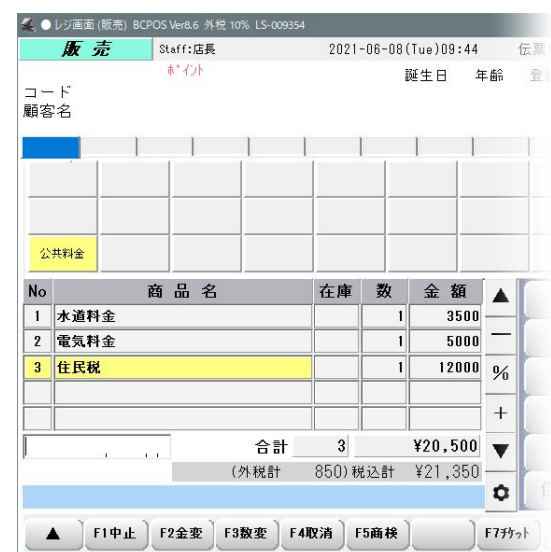 レジ画面(販売) BCPOS Ver8.6 外税 10% LS-009354
販売 Staff:店長 2021-06-08(Tue)09:44 伝票
ﾎﾟｲﾝﾄ 誕生日 年齢 登
コード
顧客名
公共料金
No 商品名 在庫 数 金額 ▲
1 水道料金 1 3500
2 電気料金 1 5000 ー
3 住民税 1 12000 %
+
合計 3 ¥20,500 ▼
(外税計 850)税込計 ¥21,350
▲ F1中止 F2金変 F3数変 F4取消 F5商検 F7ﾁｹｯﾄ